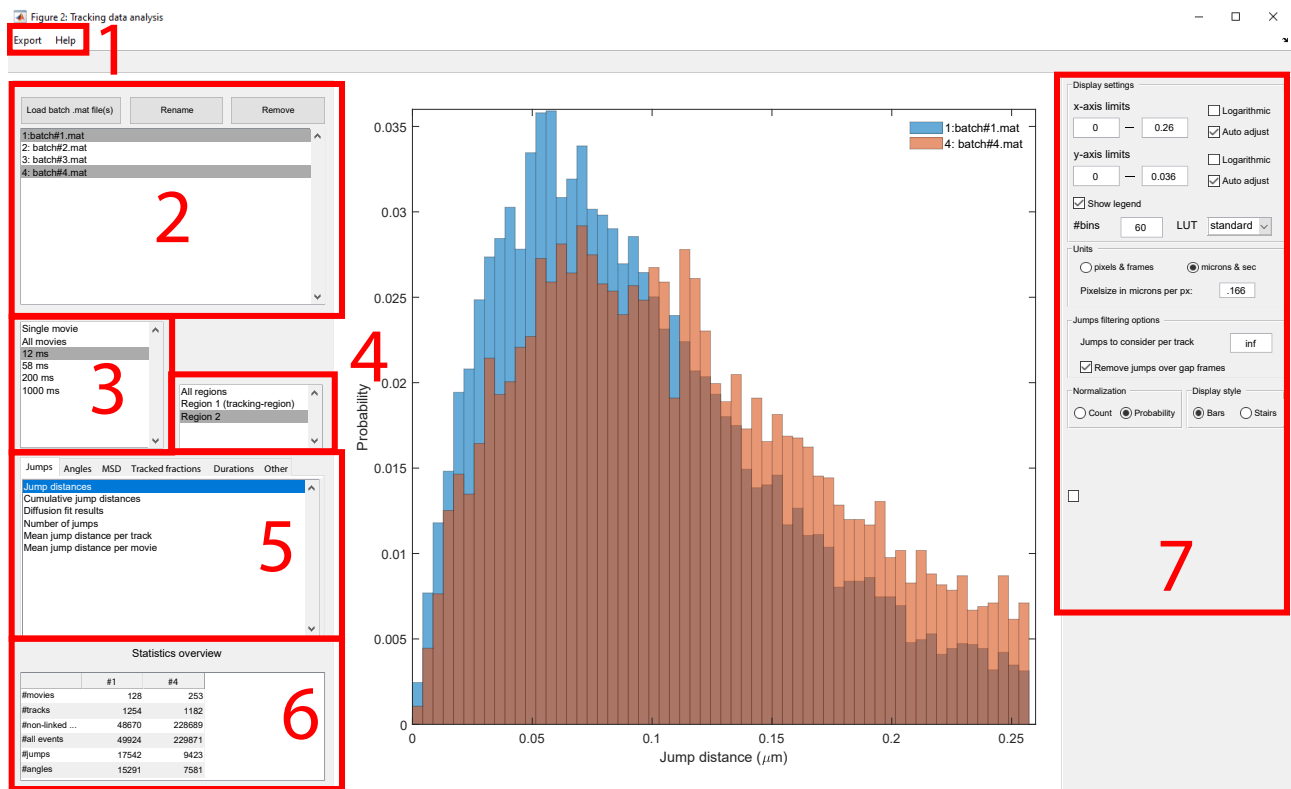 Figure 2: Tracking data analysis
Export Help
1
Load batch .mat file(s) Rename Remove
1:batch#1.mat
2: batch#2.mat
3: batch#3.mat
4: batch#4.mat
2
Single movie
All movies
12 ms
58 ms
200 ms
1000 ms
3
4
All regions
Region 1 (tracking-region)
Region 2
Jumps Angles MSD Tracked fractions Durations Other
Jump distances
Cumulative jump distances
Diffusion fit results
Number of jumps
Mean jump distance per track
Mean jump distance per movie
5
Statistics overview
#1 #4
#movies 128 253
#tracks 1254 1182
#non-linked ... 48670 228689
#all events 49924 229871
#jumps 17542 9423
#angles 15291 7581
6
0.035
0.03
0.025
0.02
0.015
0.01
0.005
0
Probability
1:batch#1.mat
4: batch#4.mat
0 0.05 0.1 0.15 0.2 0.25
Jump distance (μm)
Display settings
x-axis limits
Logarithmic
0 — 0.26
Auto adjust
y-axis limits
Logarithmic
0 — 0.036
Auto adjust
Show legend
#bins 60 LUT standard
Units
pixels & frames microns & sec
Pixelsize in microns per px: .166
Jumps filtering options
Jumps to consider per track inf
Remove jumps over gap frames
Normalization Display style
Count Probability Bars Stairs
7